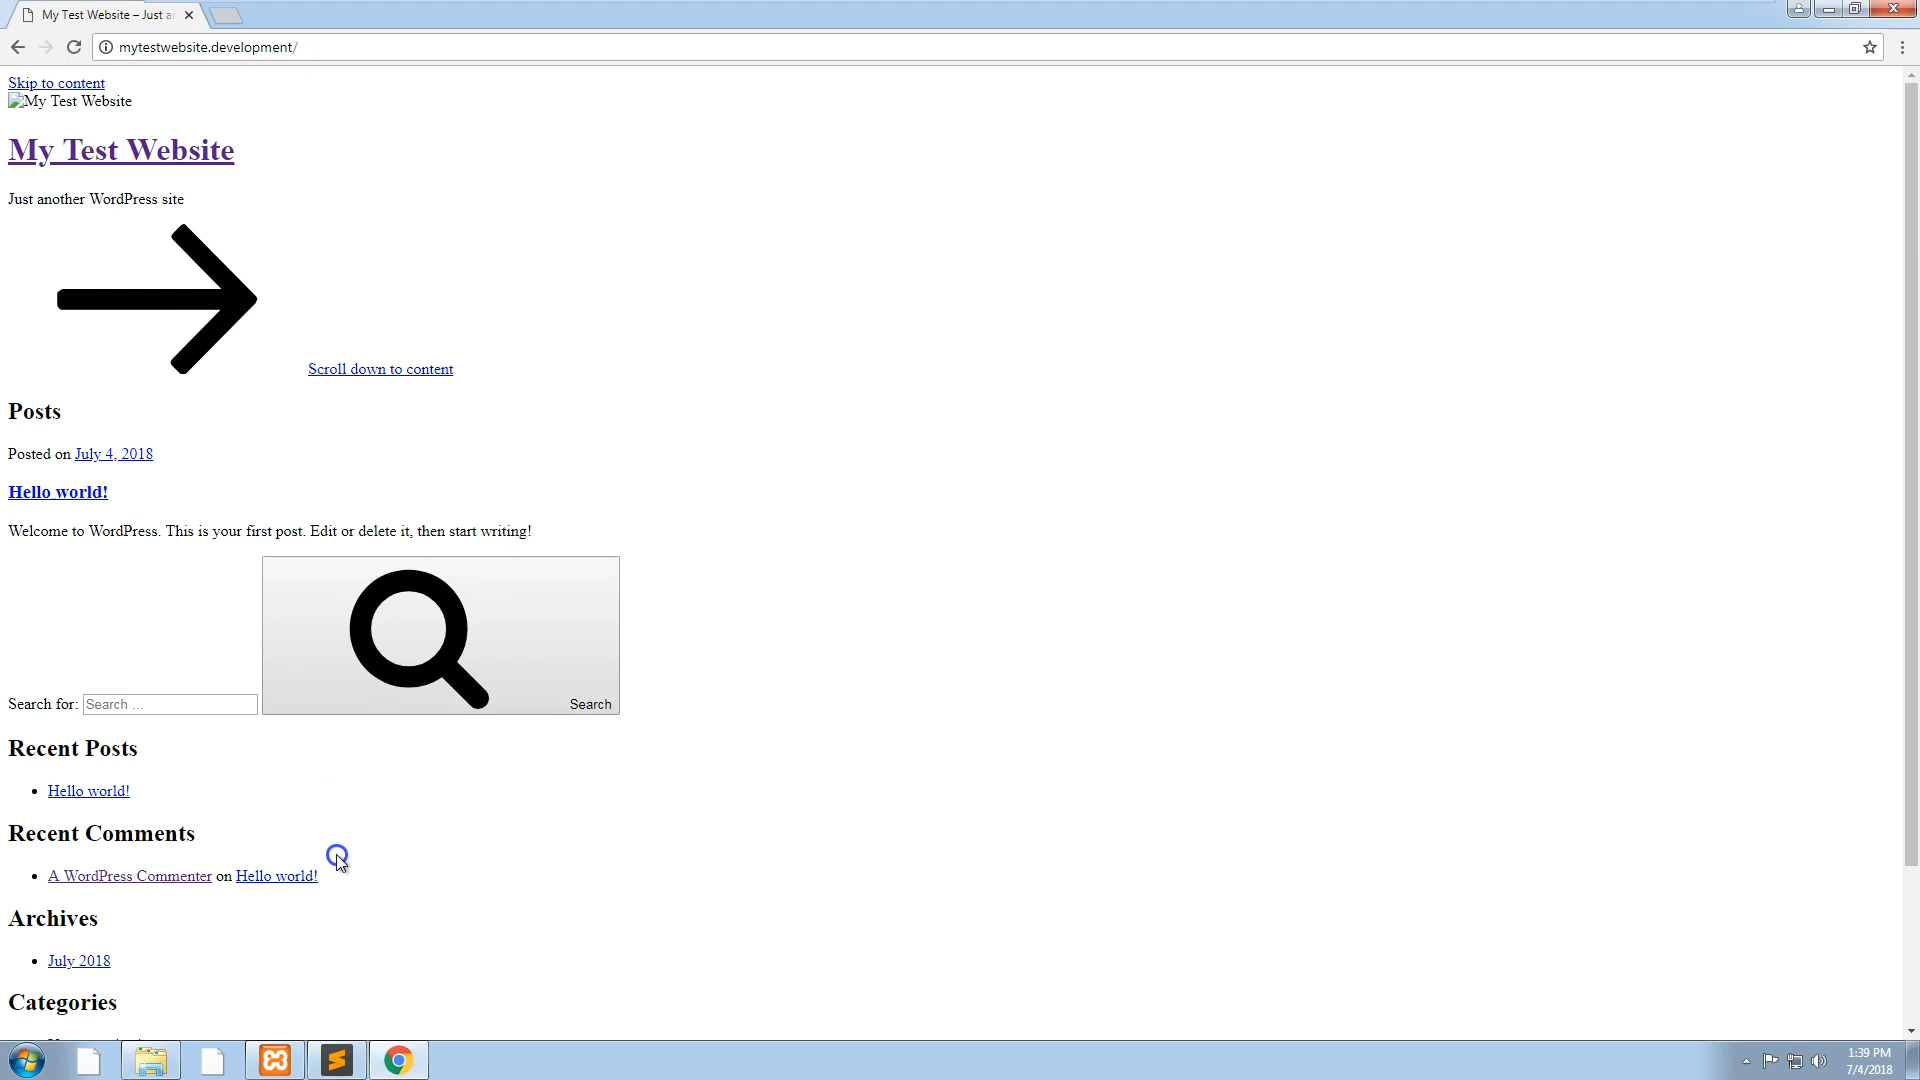 My Test Website – Just a
mytestwebsite.development/
Skip to content
My Test Website
My Test Website
Just another WordPress site
Scroll down to content
Posts
Posted on July 4, 2018
Hello world!
Welcome to WordPress. This is your first post. Edit or delete it, then start writing!
Search for: Search ... Search
Recent Posts
Hello world!
Recent Comments
A WordPress Commenter on Hello world!
Archives
July 2018
Categories
1:39 PM
7/4/2018